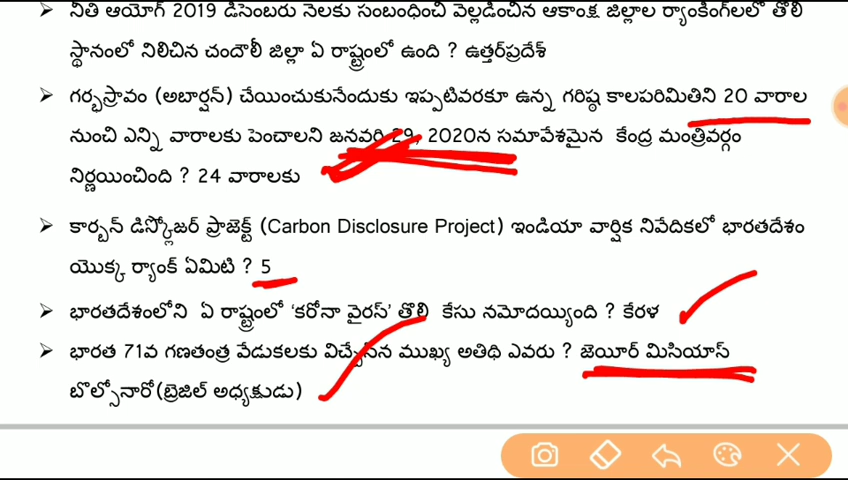 ➤ నీతి ఆయోగ్ 2019 డిసెంబరు నెలకు సంబంధించి వెల్లడించిన ఆకాంక్ష జిల్లాల ర్యాంకింగ్‌లలో తొలి
స్థానంలో నిలిచిన చందౌలీ జిల్లా ఏ రాష్ట్రంలో ఉంది ? ఉత్తర్‌ప్రదేశ్
➤ గర్భస్రావం (అబార్షన్) చేయించుకునేందుకు ఇప్పటివరకూ ఉన్న గరిష్ఠ కాలపరిమితిని 20 వారాల
నుంచి ఎన్ని వారాలకు పెంచాలని జనవరి 29, 2020న సమావేశమైన కేంద్ర మంత్రివర్గం
నిర్ణయించింది ? 24 వారాలకు
➤ కార్బన్ డిస్క్లోజర్ ప్రాజెక్ట్ (Carbon Disclosure Project) ఇండియా వార్షిక నివేదికలో భారతదేశం
యొక్క ర్యాంక్ ఏమిటి ? 5
➤ భారతదేశంలోని ఏ రాష్ట్రంలో ‘కరోనా వైరస్’ తొలి కేసు నమోదయ్యింది ? కేరళ
➤ భారత 71వ గణతంత్ర వేడుకలకు విచ్చేసిన ముఖ్య అతిథి ఎవరు ? జెయీర్ మిసియాస్
బొల్సోనారో(బ్రెజిల్ అధ్యక్షుడు)